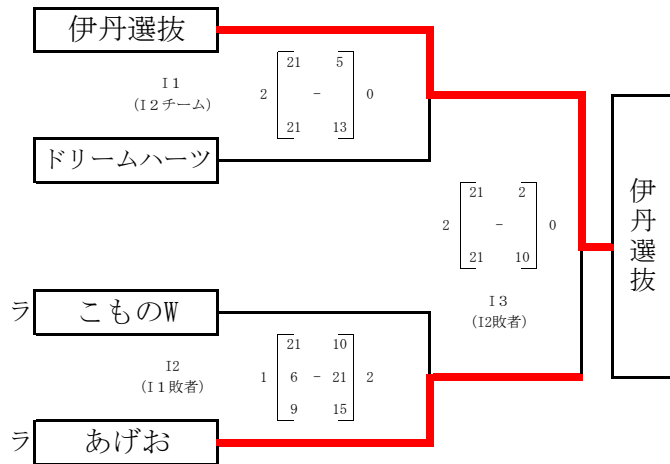 伊丹選抜
21 5
I1
(I2チーム)
2 - 0
21 13
ドリームハーツ
21 2
2 - 0
21 10
伊丹選抜
I3
(I2敗者)
ラ こものW
21 10
I2
(I1敗者)
1 6 - 21 2
9 15
ラ あげお